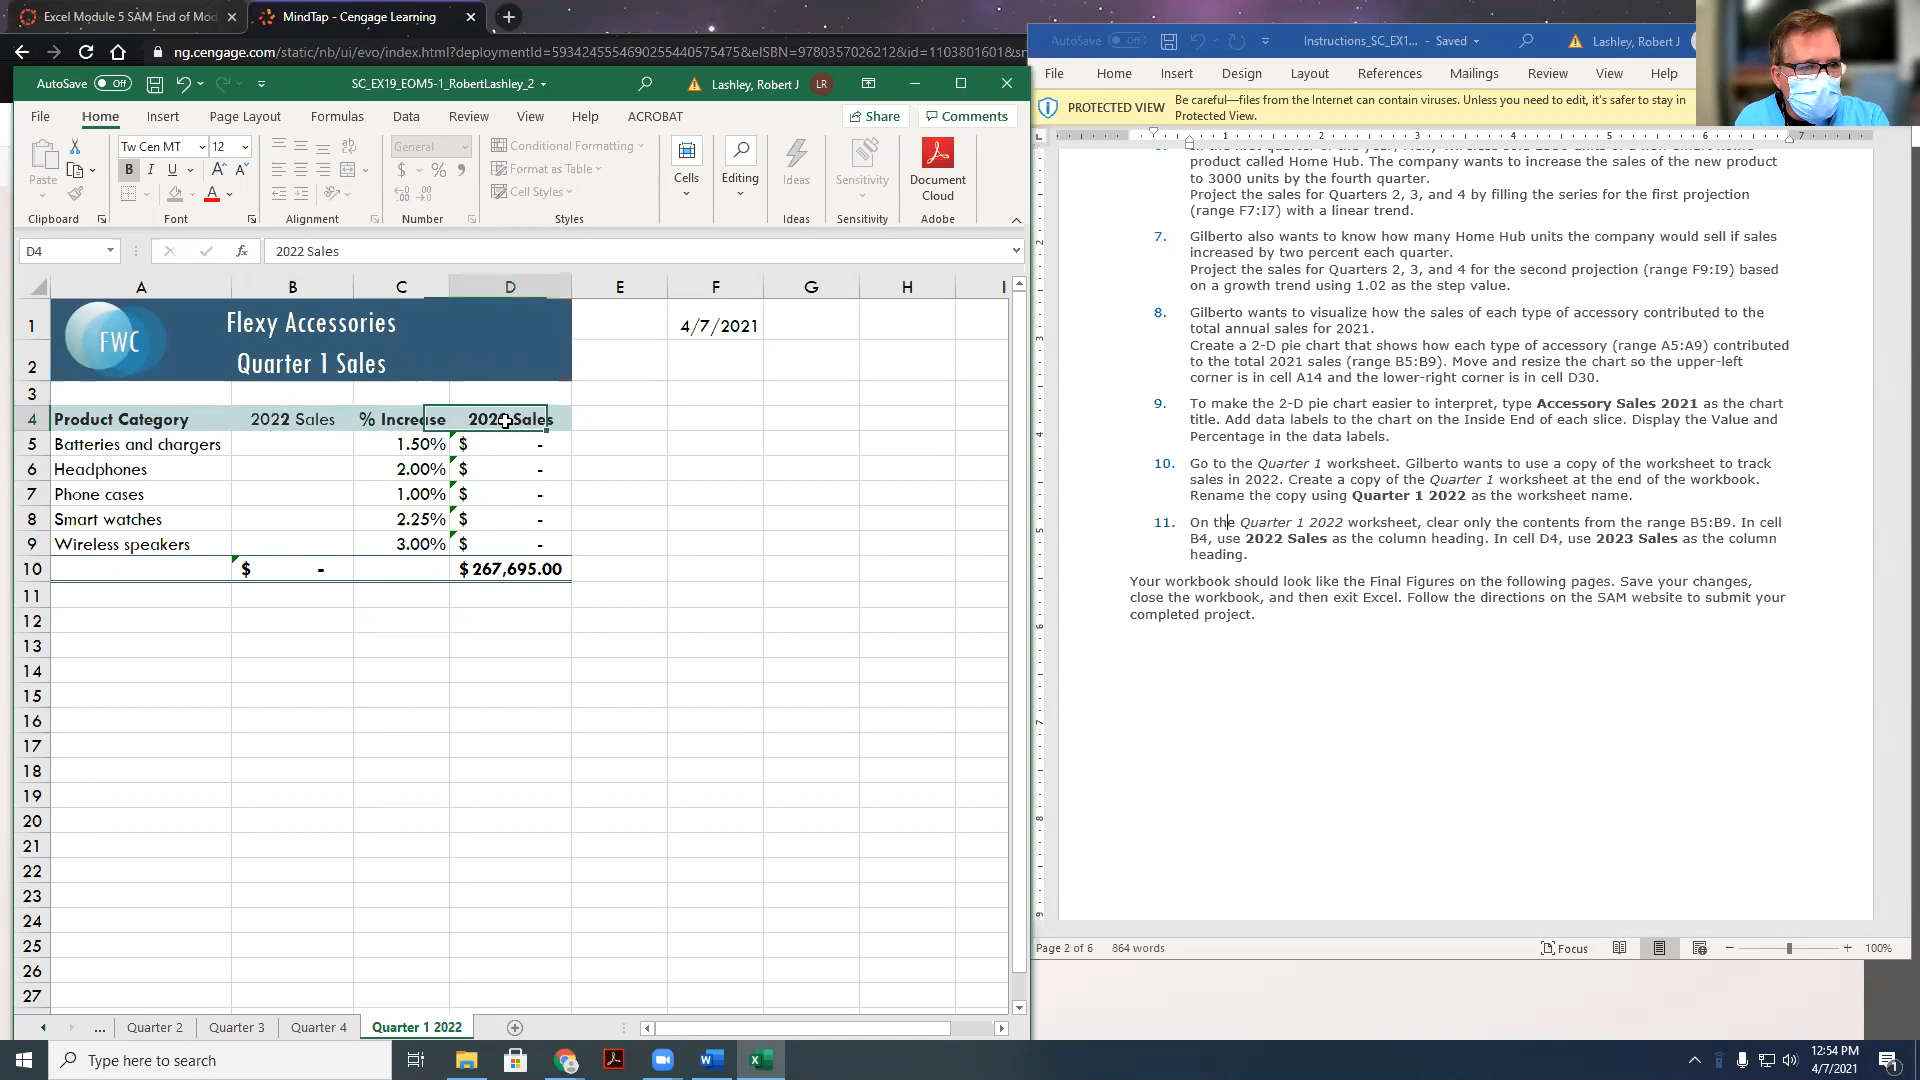 Excel Module 5 SAM End of Mod
MindTap - Cengage Learning
ng.cengage.com/static/nb/ui/evo/index.html?deploymentId=5934245554690255440575475&eISBN=9780357026212&id=1103801601&sn
AutoSave Off
SC_EX19_EOM5-1_RobertLashley_2
Lashley, Robert J LR
File Home Insert Page Layout Formulas Data Review View Help ACROBAT Share Comments
Paste
Tw Cen MT 12
General
Conditional Formatting
Format as Table
Cell Styles
Cells
Editing
Ideas
Sensitivity
Document Cloud
Clipboard Font Alignment Number Styles Ideas Sensitivity Adobe
D4 fx 2022 Sales
A B C D E F G H I
1 FWC Flexy Accessories 4/7/2021
2 Quarter 1 Sales
3
4 Product Category 2022 Sales % Increase Sales
5 Batteries and chargers 1.50% $ -
6 Headphones 2.00% $ -
7 Phone cases 1.00% $ -
8 Smart watches 2.25% $ -
9 Wireless speakers 3.00% $ -
10 $ - $ 267,695.00
11
12
13
14
15
16
17
18
19
20
21
22
23
24
25
26
27
... Quarter 2 Quarter 3 Quarter 4 Quarter 1 2022
AutoSave Off
Instructions_SC_EX1... - Saved
Lashley, Robert J
File Home Insert Design Layout References Mailings Review View Help
PROTECTED VIEW Be careful—files from the Internet can contain viruses. Unless you need to edit, it's safer to stay in
Protected View.
1 2 3 4 5 6 7
product called Home Hub. The company wants to increase the sales of the new product
to 3000 units by the fourth quarter.
Project the sales for Quarters 2, 3, and 4 by filling the series for the first projection
(range F7:I7) with a linear trend.
7. Gilberto also wants to know how many Home Hub units the company would sell if sales
increased by two percent each quarter.
Project the sales for Quarters 2, 3, and 4 for the second projection (range F9:I9) based
on a growth trend using 1.02 as the step value.
8. Gilberto wants to visualize how the sales of each type of accessory contributed to the
total annual sales for 2021.
Create a 2-D pie chart that shows how each type of accessory (range A5:A9) contributed
to the total 2021 sales (range B5:B9). Move and resize the chart so the upper-left
corner is in cell A14 and the lower-right corner is in cell D30.
9. To make the 2-D pie chart easier to interpret, type Accessory Sales 2021 as the chart
title. Add data labels to the chart on the Inside End of each slice. Display the Value and
Percentage in the data labels.
10. Go to the Quarter 1 worksheet. Gilberto wants to use a copy of the worksheet to track
sales in 2022. Create a copy of the Quarter 1 worksheet at the end of the workbook.
Rename the copy using Quarter 1 2022 as the worksheet name.
11. On the Quarter 1 2022 worksheet, clear only the contents from the range B5:B9. In cell
B4, use 2022 Sales as the column heading. In cell D4, use 2023 Sales as the column
heading.
Your workbook should look like the Final Figures on the following pages. Save your changes,
close the workbook, and then exit Excel. Follow the directions on the SAM website to submit your
completed project.
Page 2 of 6 864 words Focus 100%
Type here to search
12:54 PM
4/7/2021